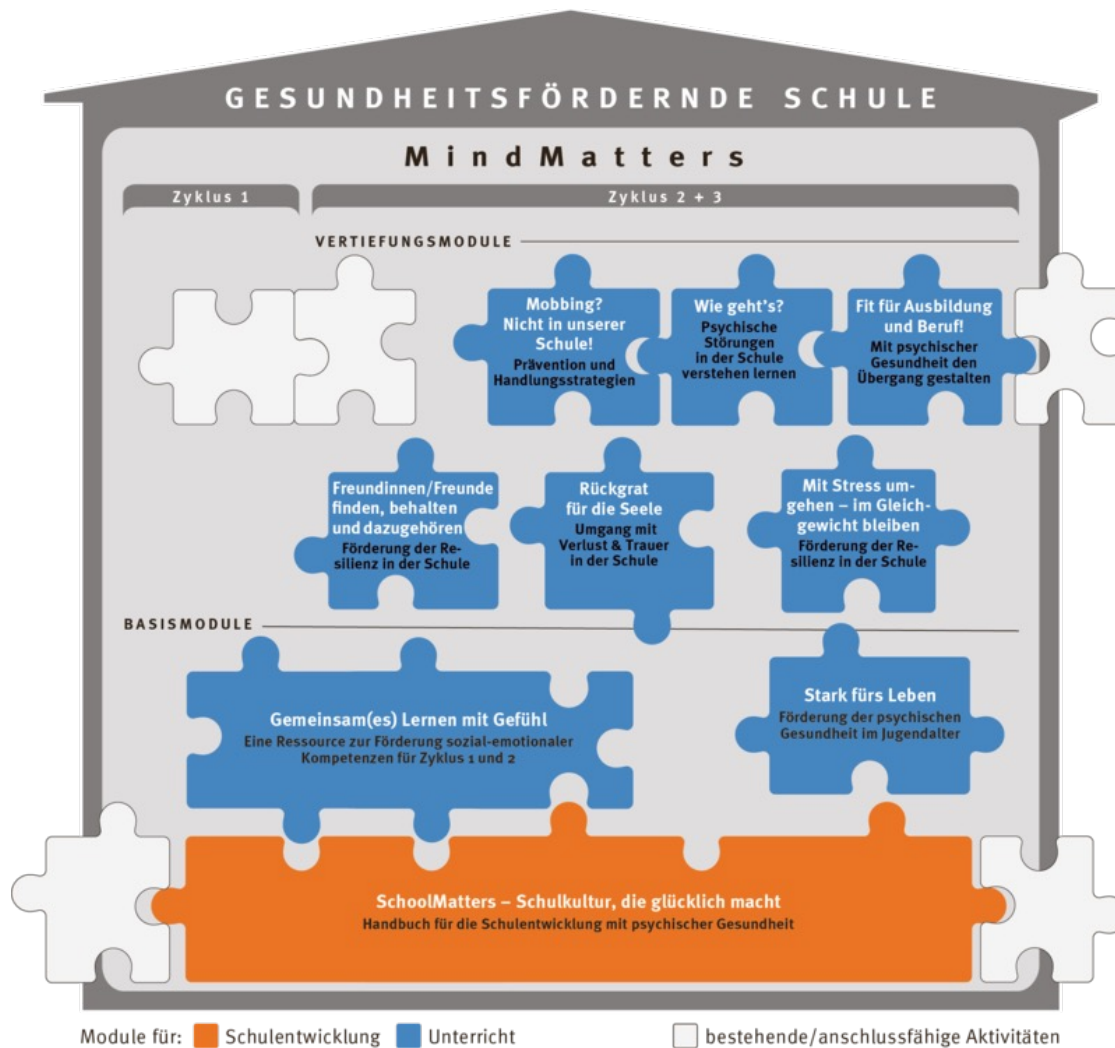 GESUNDHEITSFÖRDERNDE SCHULE
MindMatters
Zyklus 1
Zyklus 2 + 3
VERTIEFUNGSMODULE
Mobbing?
Nicht in unserer
Schule!
Prävention und
Handlungsstrategien
Wie geht's?
Psychische
Störungen
in der Schule
verstehen lernen
Fit für Ausbildung
und Beruf!
Mit psychischer
Gesundheit den
Übergang gestalten
Freundinnen/Freunde
finden, behalten
und dazugehören
Förderung der Re-
silienz in der Schule
Rückgrat
für die Seele
Umgang mit
Verlust & Trauer
in der Schule
Mit Stress um-
gehen – im Gleich-
gewicht bleiben
Förderung der Re-
silienz in der Schule
BASISMODULE
Gemeinsam(es) Lernen mit Gefühl
Eine Ressource zur Förderung sozial-emotionaler
Kompetenzen für Zyklus 1 und 2
Stark fürs Leben
Förderung der psychischen
Gesundheit im Jugendalter
SchoolMatters – Schulkultur, die glücklich macht
Handbuch für die Schulentwicklung mit psychischer Gesundheit
Module für: Schulentwicklung Unterricht bestehende/anschlussfähige Aktivitäten